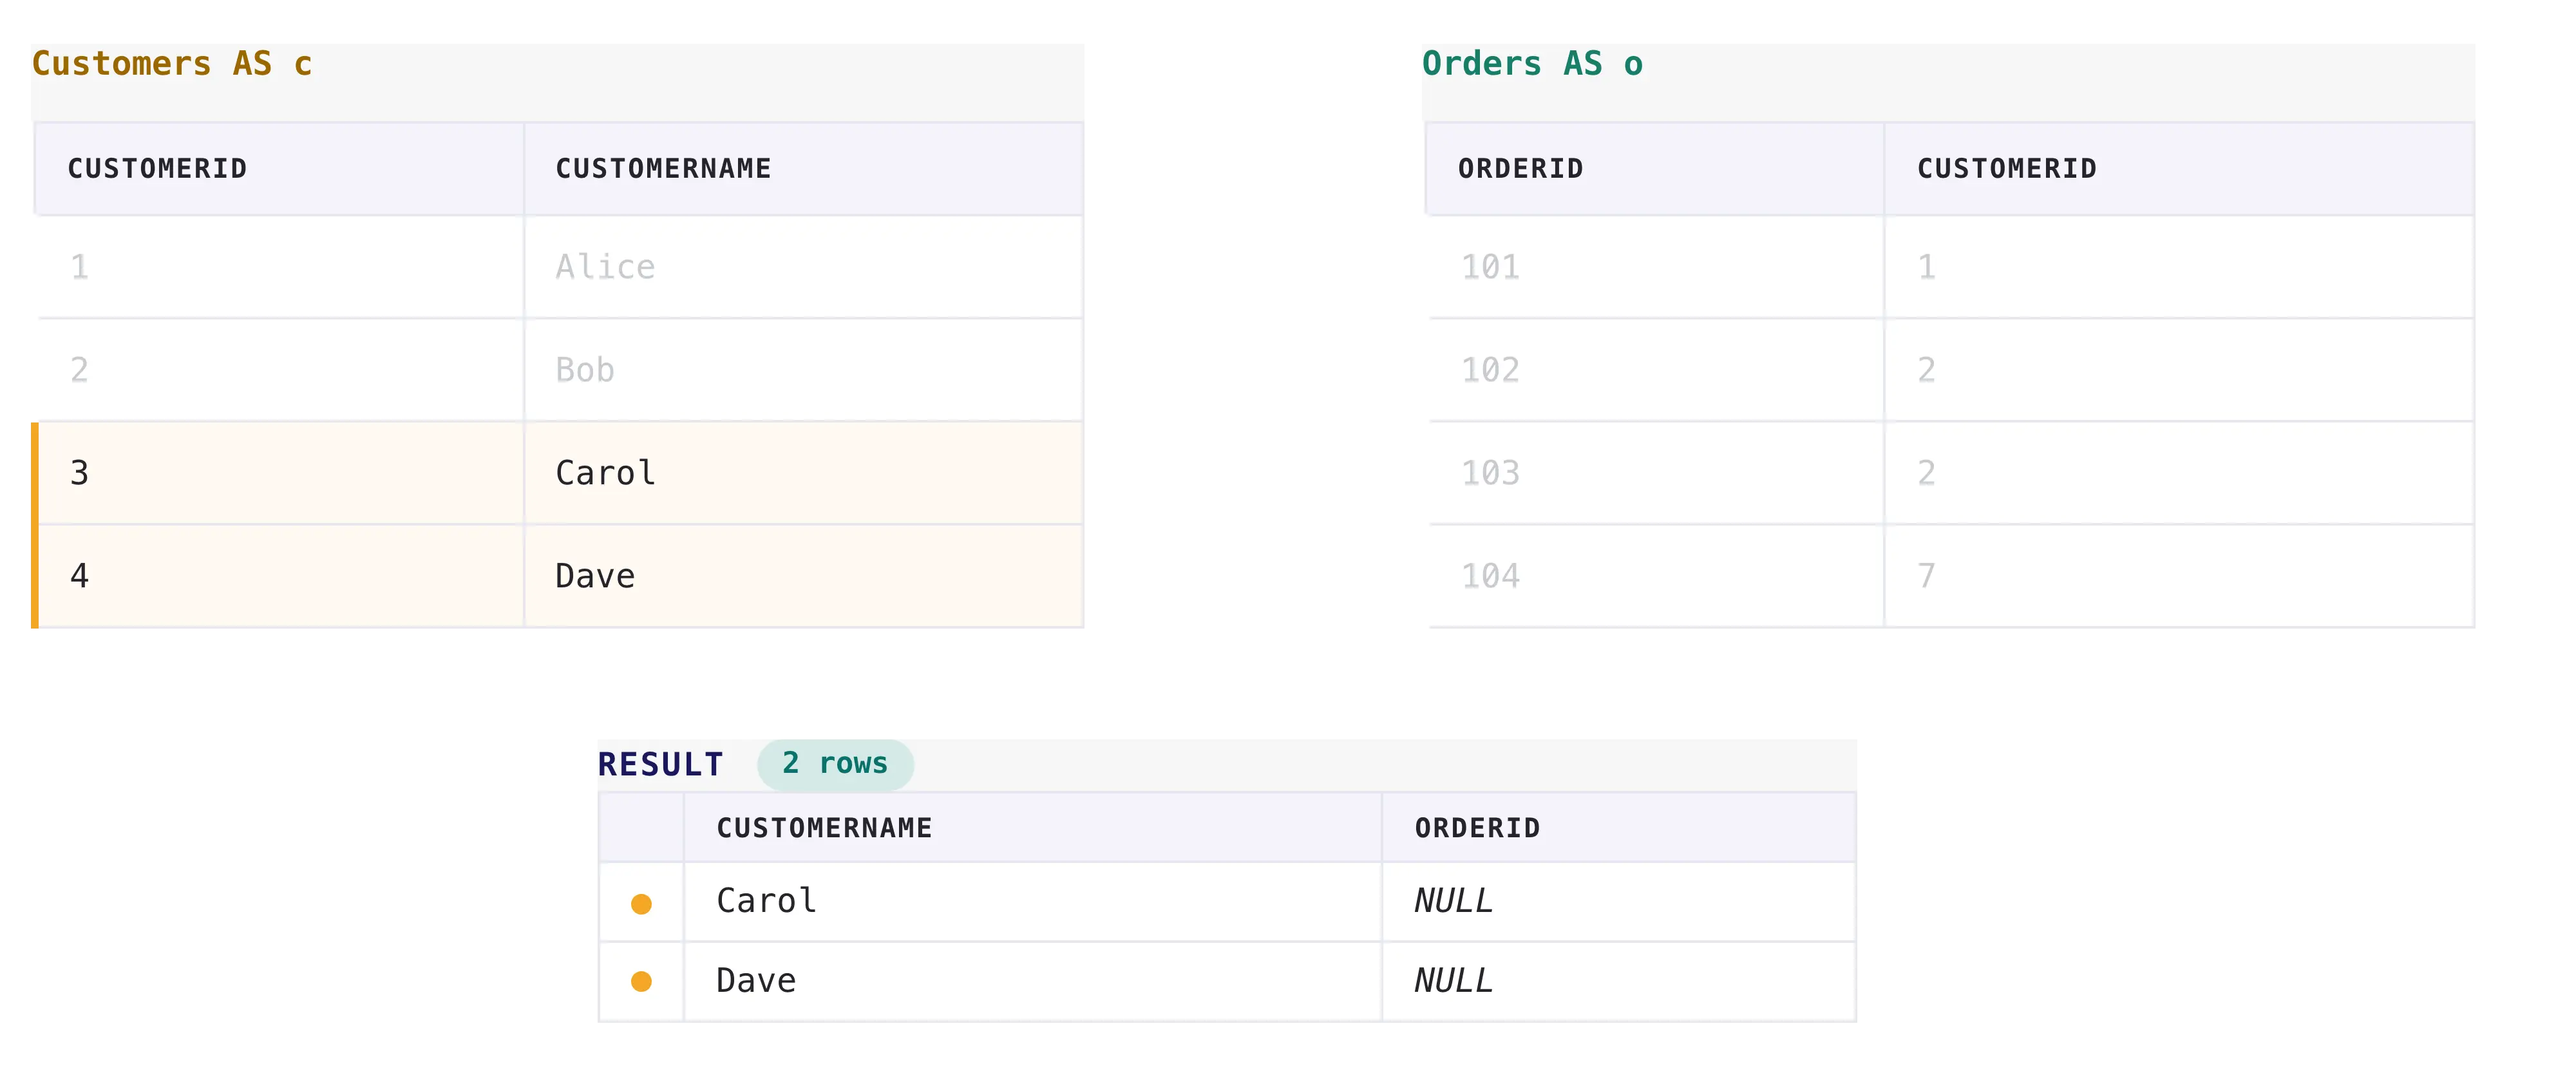 Customers AS c
CUSTOMERID CUSTOMERNAME
1 Alice
2 Bob
3 Carol
4 Dave
Orders AS o
ORDERID CUSTOMERID
101 1
102 2
103 2
104 7
RESULT 2 rows
CUSTOMERNAME ORDERID
Carol NULL
Dave NULL